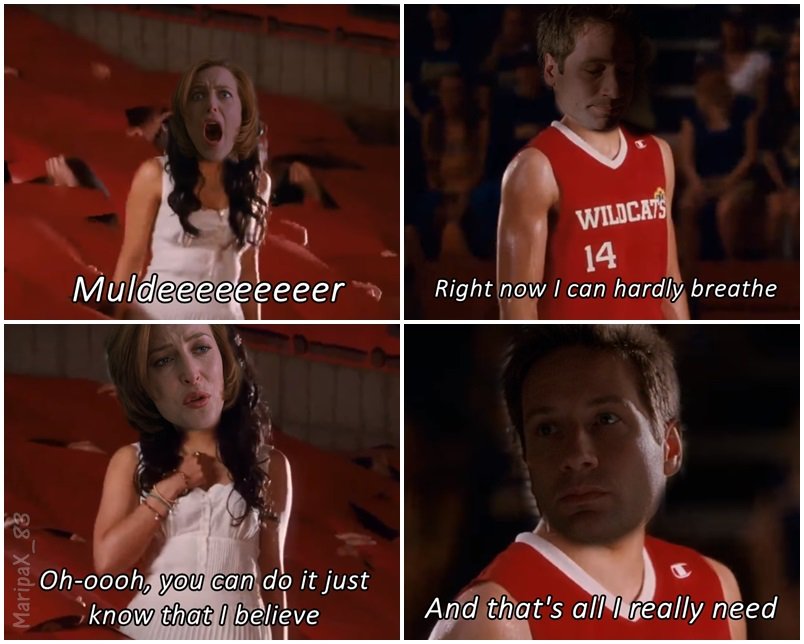 Muldeeeeeeeeer
WILDCATS
14
Right now I can hardly breathe
Oh-oooh, you can do it just
know that I believe
MaripaX_83
And that's all I really need